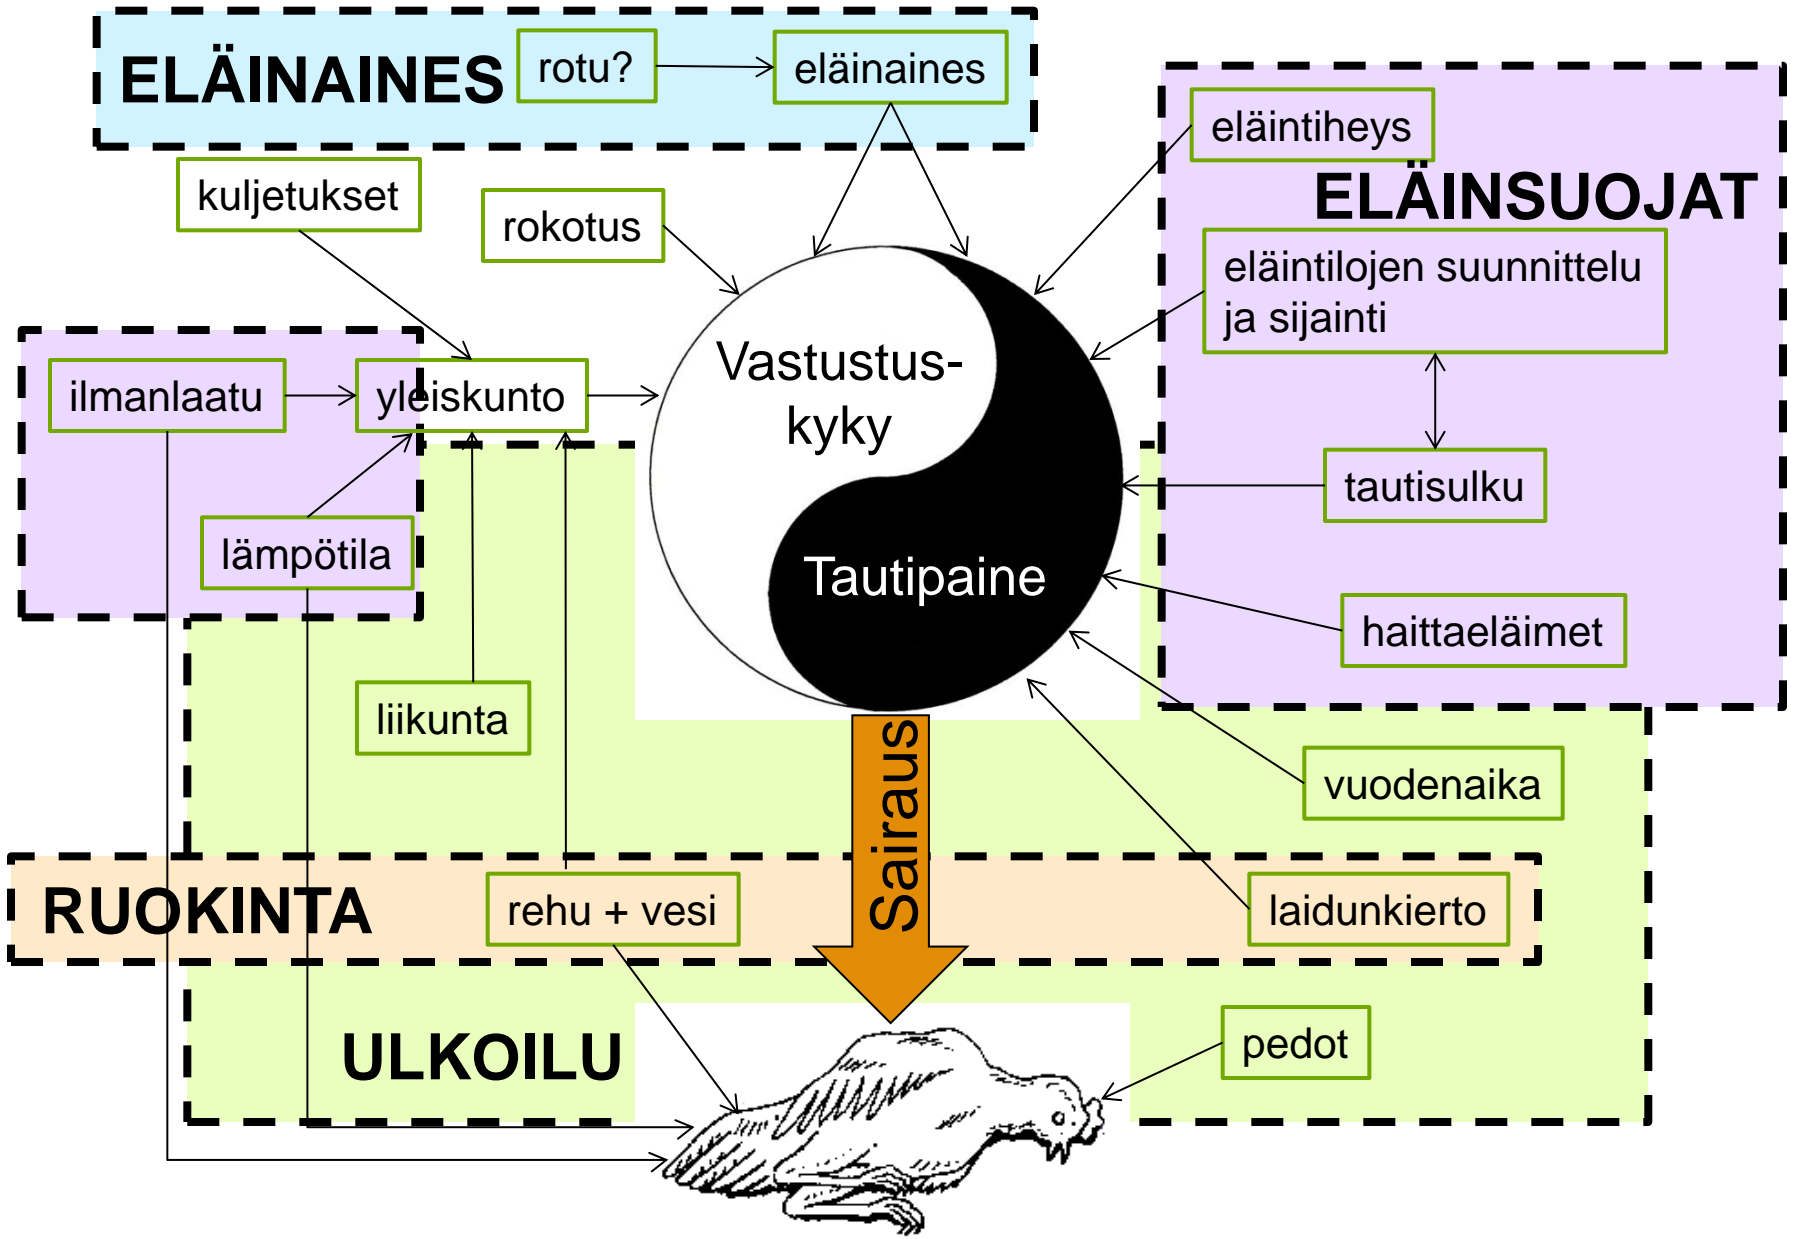 ELÄINAINES
rotu?
eläinaines
eläintiheys
ELÄINSUOJAT
kuljetukset
rokotus
eläintilojen suunnittelu
ja sijainti
ilmanlaatu
yleiskunto
Vastustus-
kyky
tautisulku
lämpötila
Tautipaine
haittaeläimet
liikunta
Sairaus
vuodenaika
RUOKINTA
rehu + vesi
laidunkierto
ULKOILU
pedot